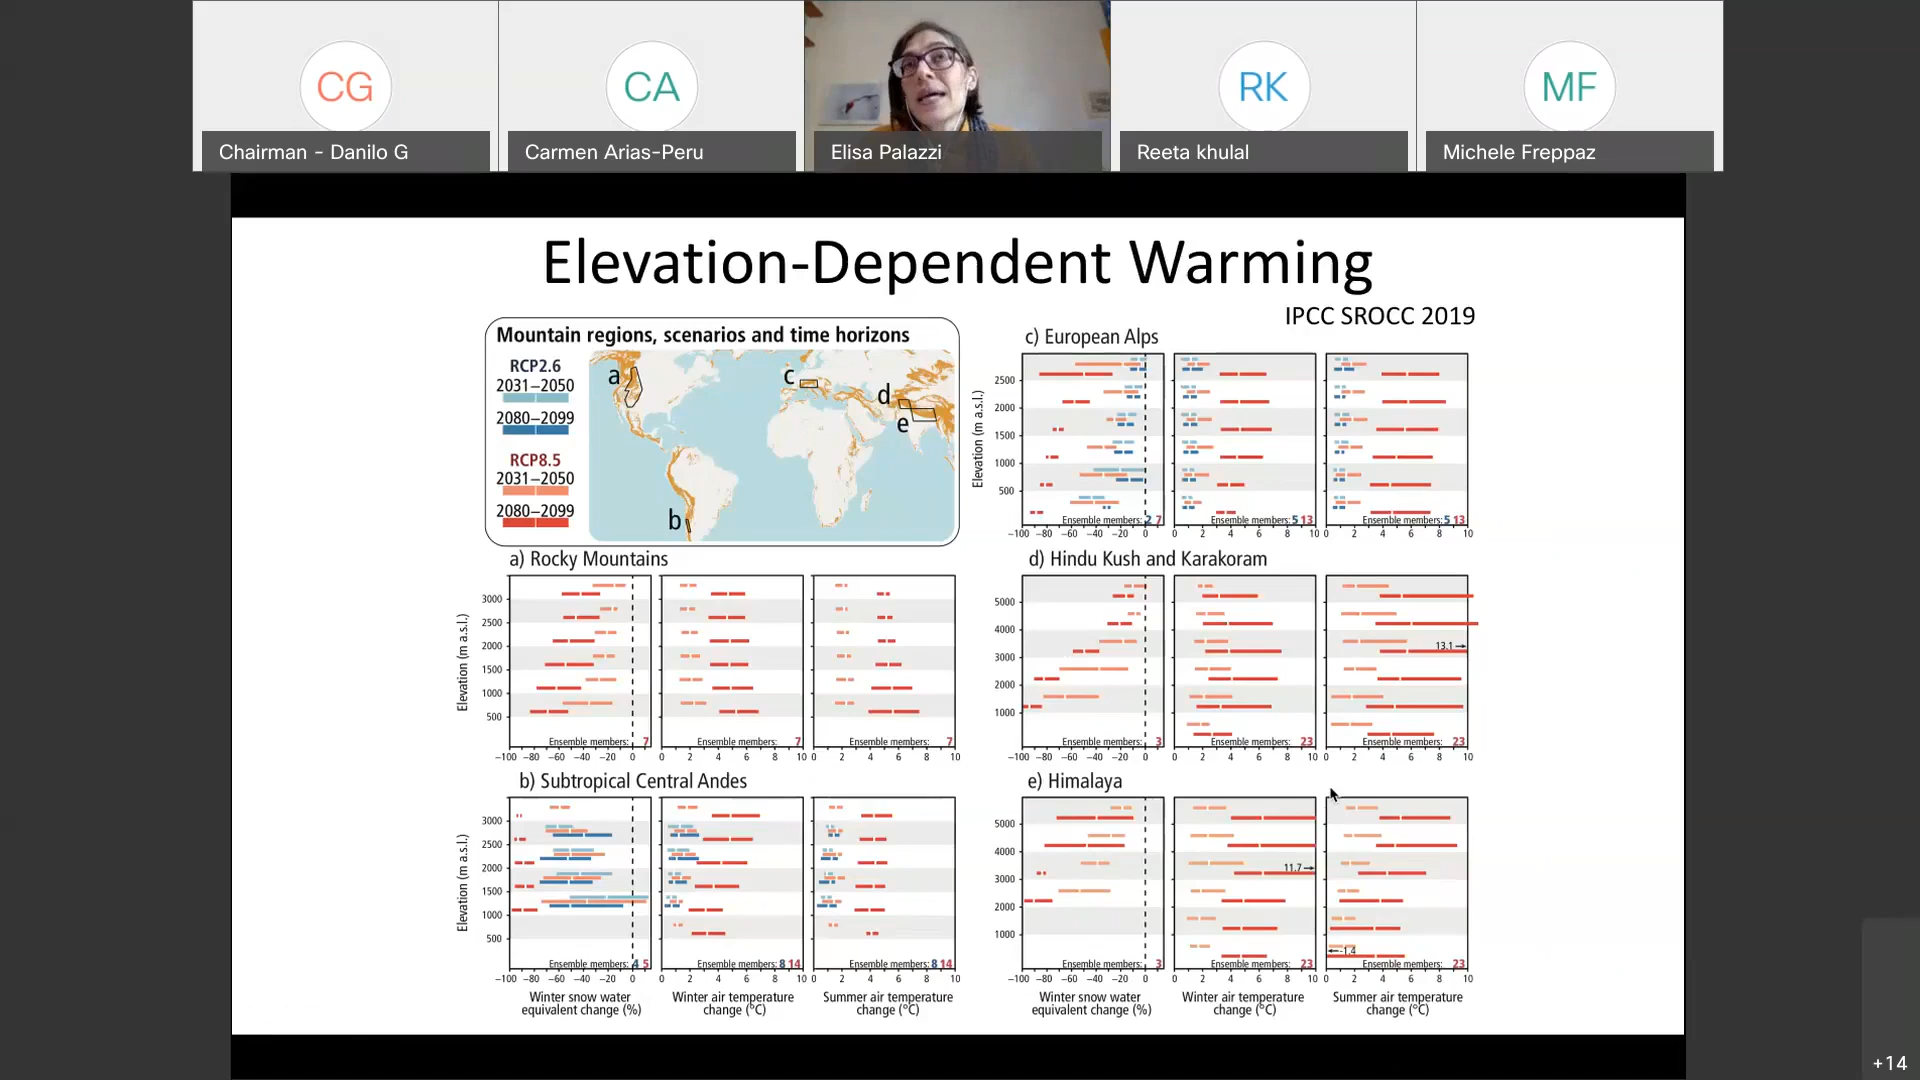 CG
CA
RK
MF
Chairman - Danilo G
Carmen Arias-Peru
Elisa Palazzi
Reeta khulal
Michele Freppaz
Elevation-Dependent Warming
IPCC SROCC 2019
Mountain regions, scenarios and time horizons
RCP2.6
2031–2050
2080–2099
RCP8.5
2031–2050
2080–2099
a
b
c
d
e
c) European Alps
Elevation (m a.s.l.)
2500
2000
1500
1000
500
Ensemble members: 2 7
Ensemble members: 5 13
Ensemble members: 5 13
−100 −80 −60 −40 −20 0
0 2 4 6 8 10
0 2 4 6 8 10
a) Rocky Mountains
Elevation (m a.s.l.)
3000
2500
2000
1500
1000
500
Ensemble members: 7
Ensemble members: 7
Ensemble members: 7
−100 −80 −60 −40 −20 0
0 2 4 6 8 10
0 2 4 6 8 10
d) Hindu Kush and Karakoram
5000
4000
3000
2000
1000
13.1
Ensemble members: 3
Ensemble members: 23
Ensemble members: 23
−100 −80 −60 −40 −20 0
0 2 4 6 8 10
0 2 4 6 8 10
b) Subtropical Central Andes
Elevation (m a.s.l.)
3000
2500
2000
1500
1000
500
Ensemble members: 4 5
Ensemble members: 8 14
Ensemble members: 8 14
−100 −80 −60 −40 −20 0
0 2 4 6 8 10
0 2 4 6 8 10
Winter snow water
equivalent change (%)
Winter air temperature
change (°C)
Summer air temperature
change (°C)
e) Himalaya
5000
4000
3000
2000
1000
11.7
-1.4
Ensemble members: 3
Ensemble members: 23
Ensemble members: 23
−100 −80 −60 −40 −20 0
0 2 4 6 8 10
0 2 4 6 8 10
Winter snow water
equivalent change (%)
Winter air temperature
change (°C)
Summer air temperature
change (°C)
+14